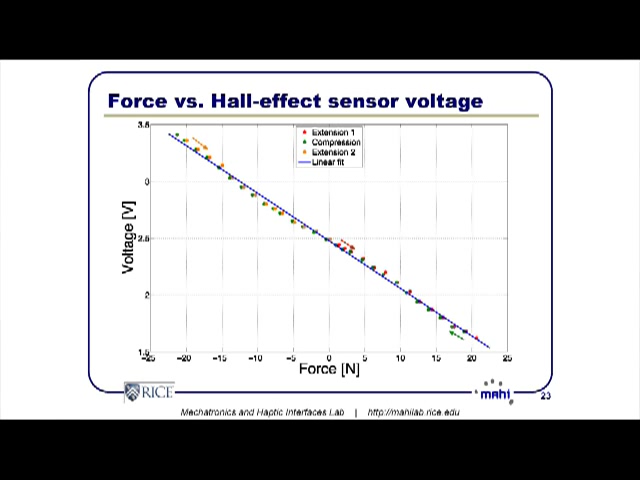 Force vs. Hall-effect sensor voltage
3.5
3
2.5
2
1.5
Voltage [V]
Extension 1
Compression
Extension 2
Linear fit
-25 -20 -15 -10 -5 0 5 10 15 20 25
Force [N]
RICE
mahi
23
Mechatronics and Haptic Interfaces Lab | http://mahilab.rice.edu